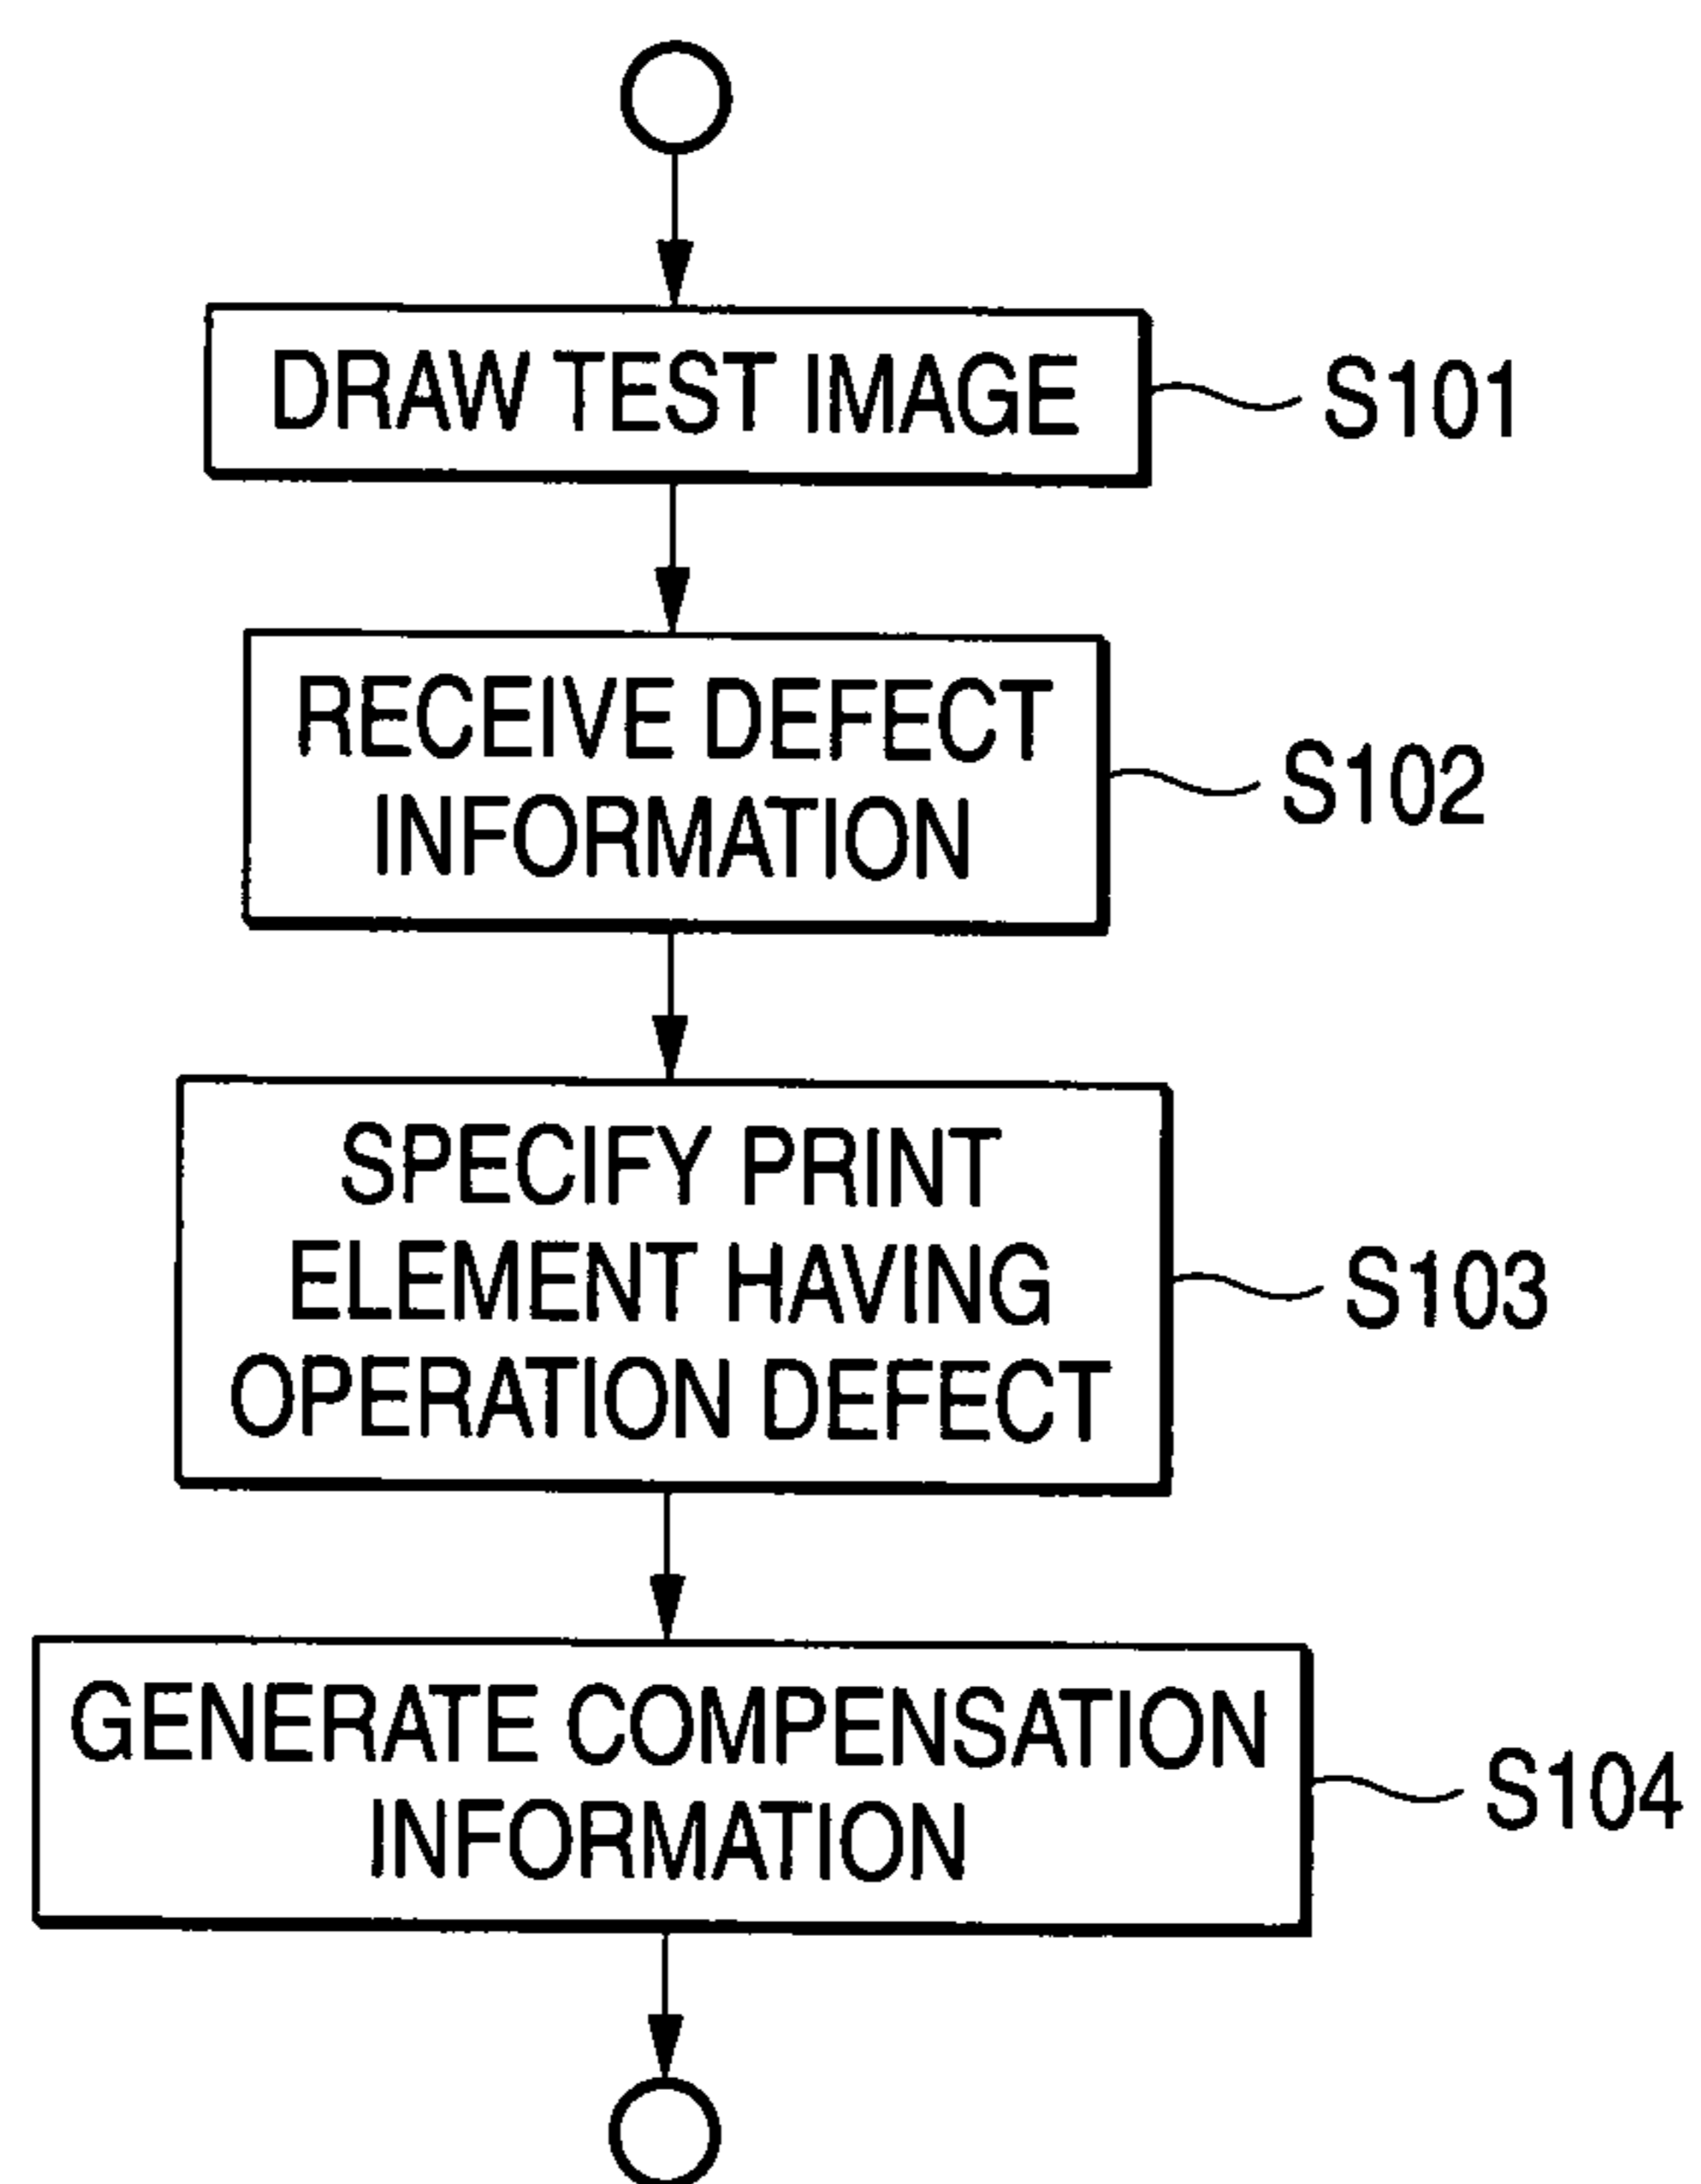 DRAW TEST IMAGE
S101
RECEIVE DEFECT
INFORMATION
S102
SPECIFY PRINT
ELEMENT HAVING
OPERATION DEFECT
S103
GENERATE COMPENSATION
INFORMATION
S104